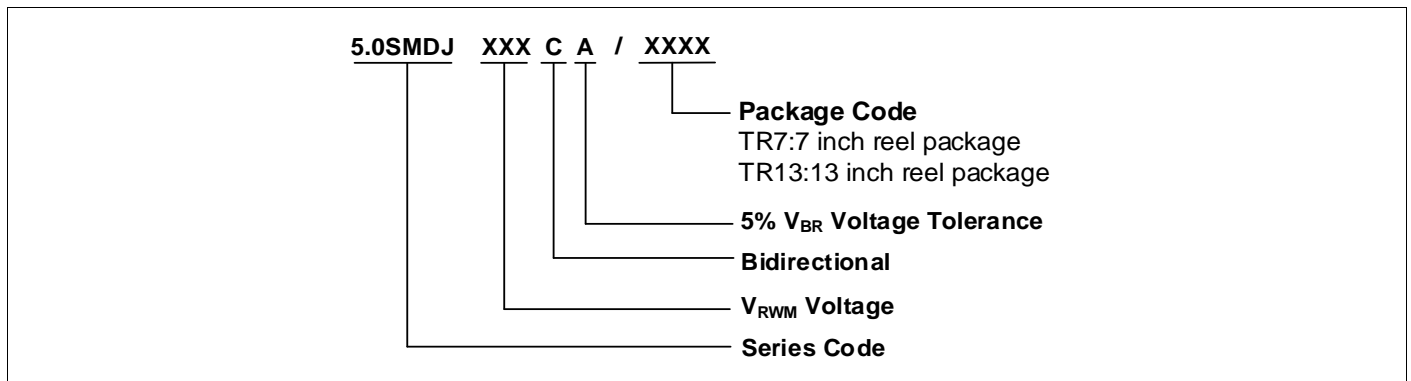 5.0SMDJ XXX C A / XXXX
Package Code
TR7:7 inch reel package
TR13:13 inch reel package
5% VBR Voltage Tolerance
Bidirectional
VRWM Voltage
Series Code